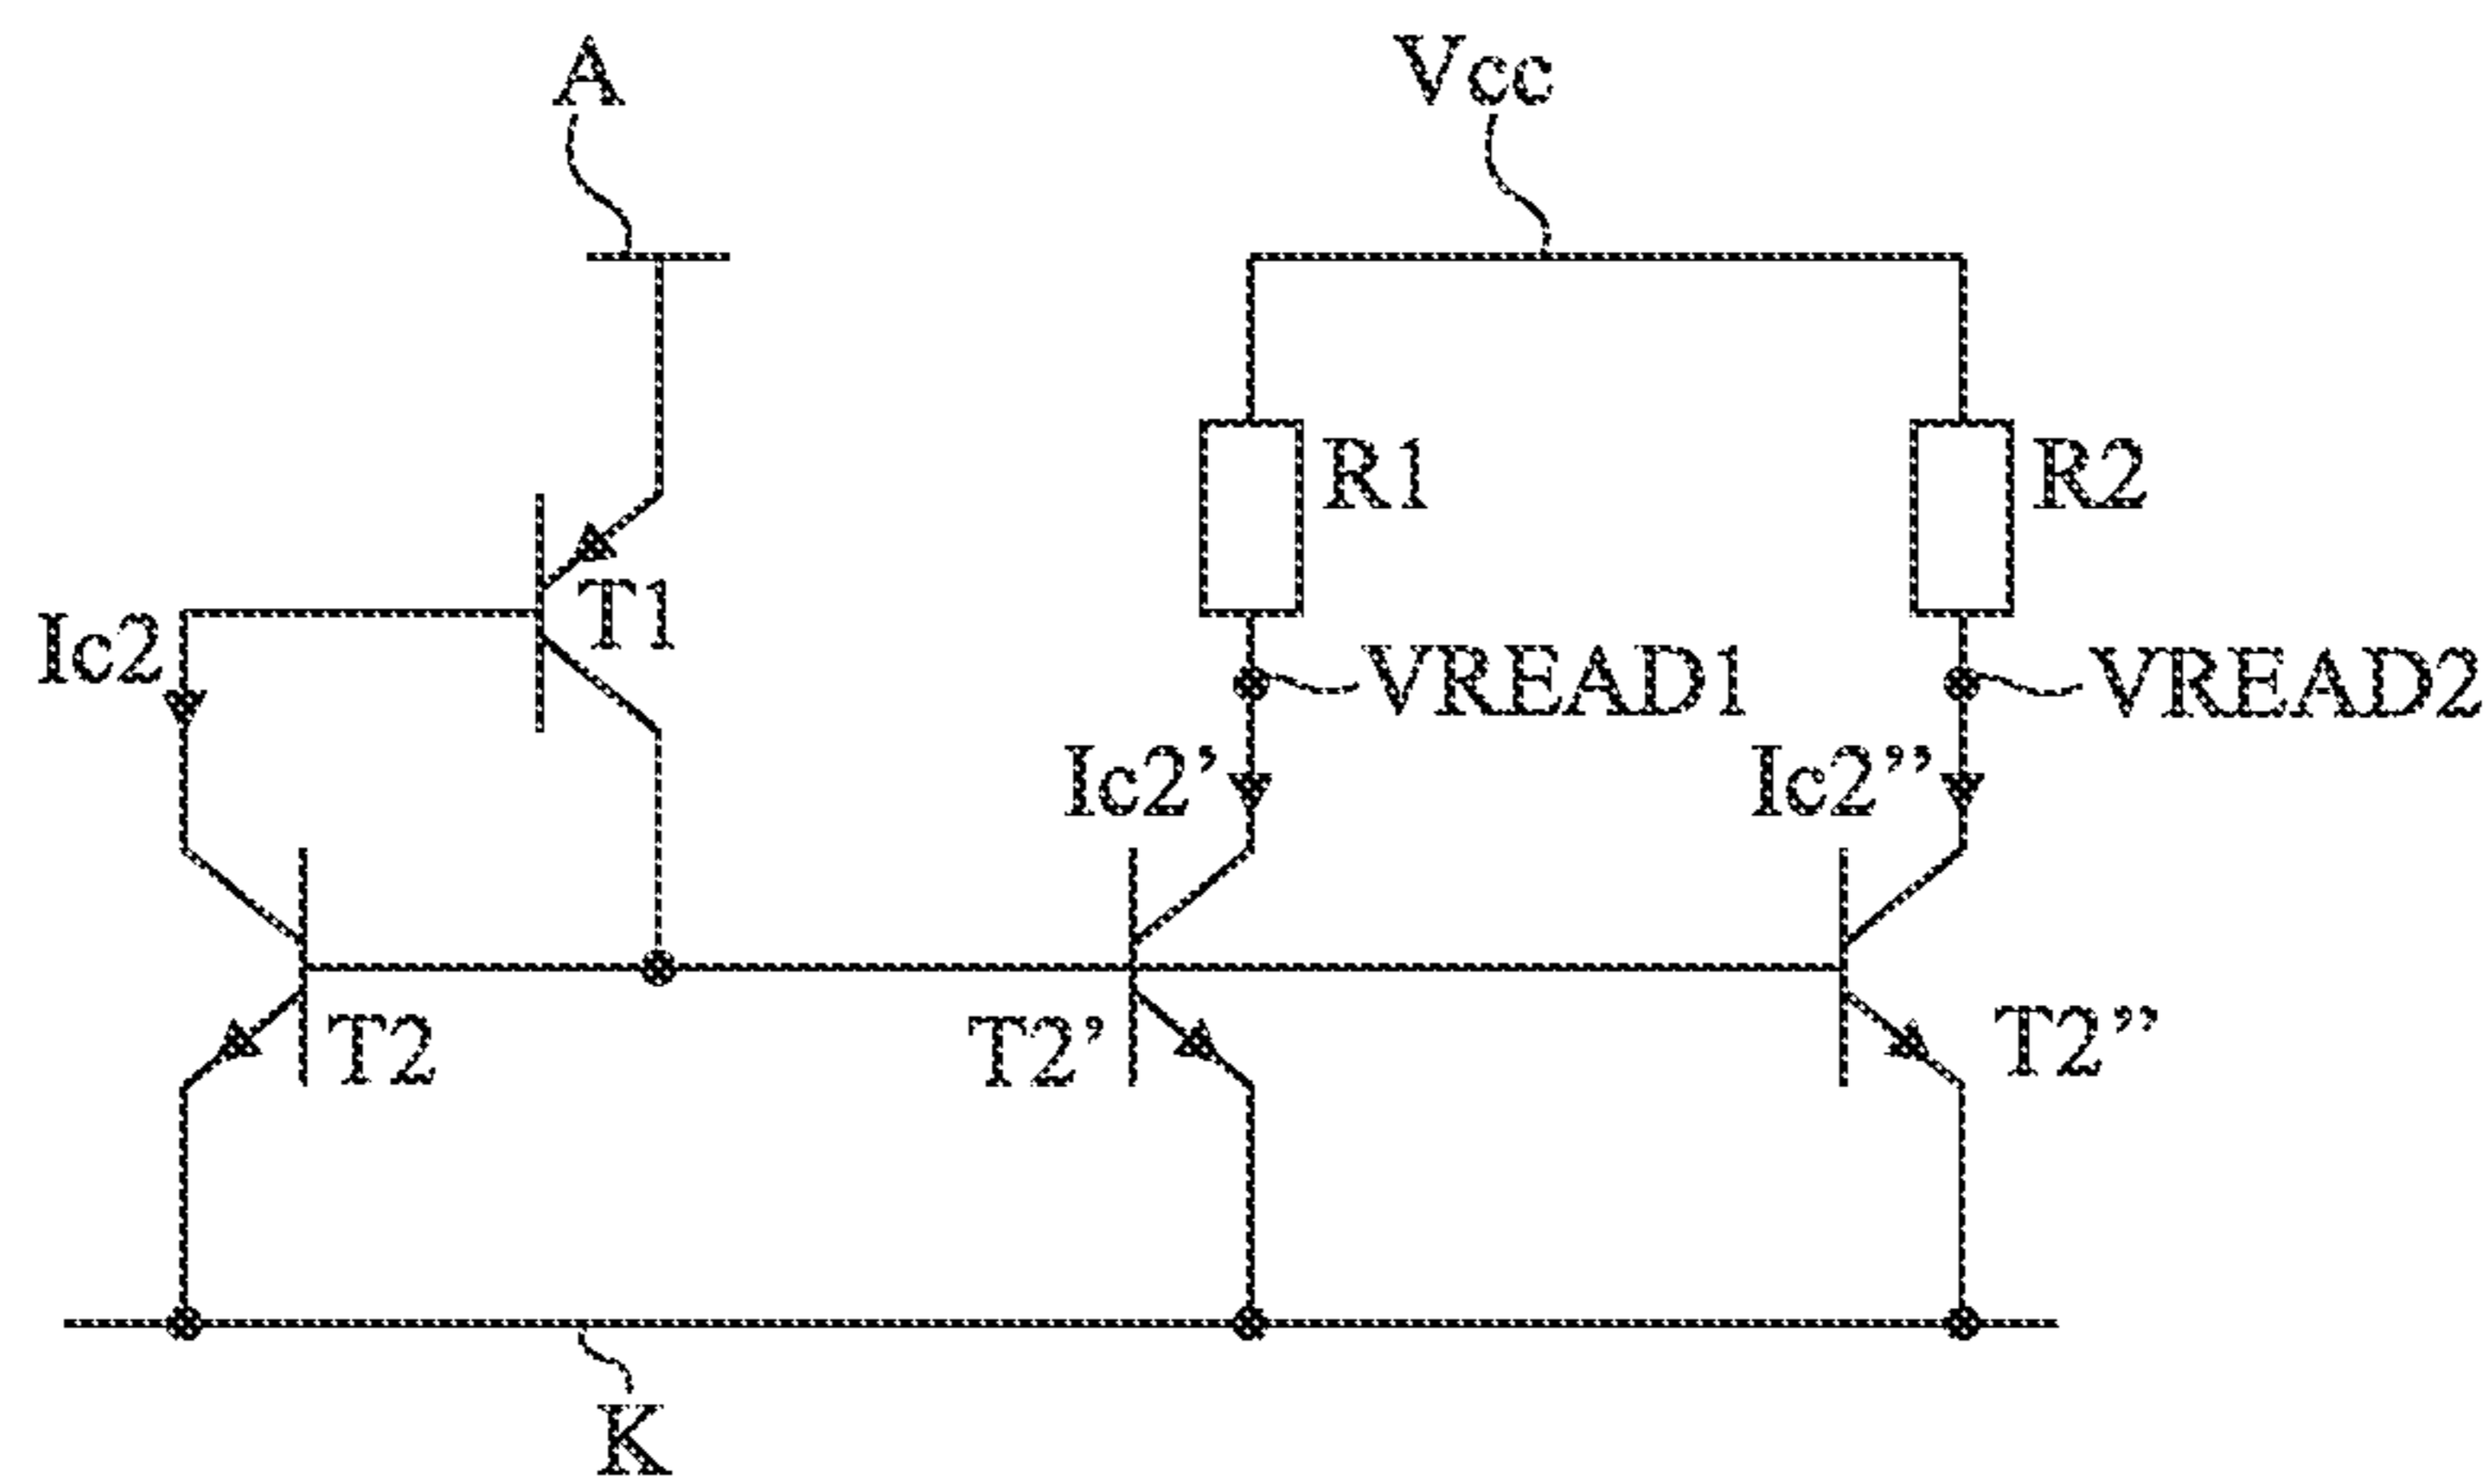 A
Vcc
R1
R2
T1
Ic2
VREAD1
VREAD2
Ic2’
Ic2”
T2
T2’
T2”
K